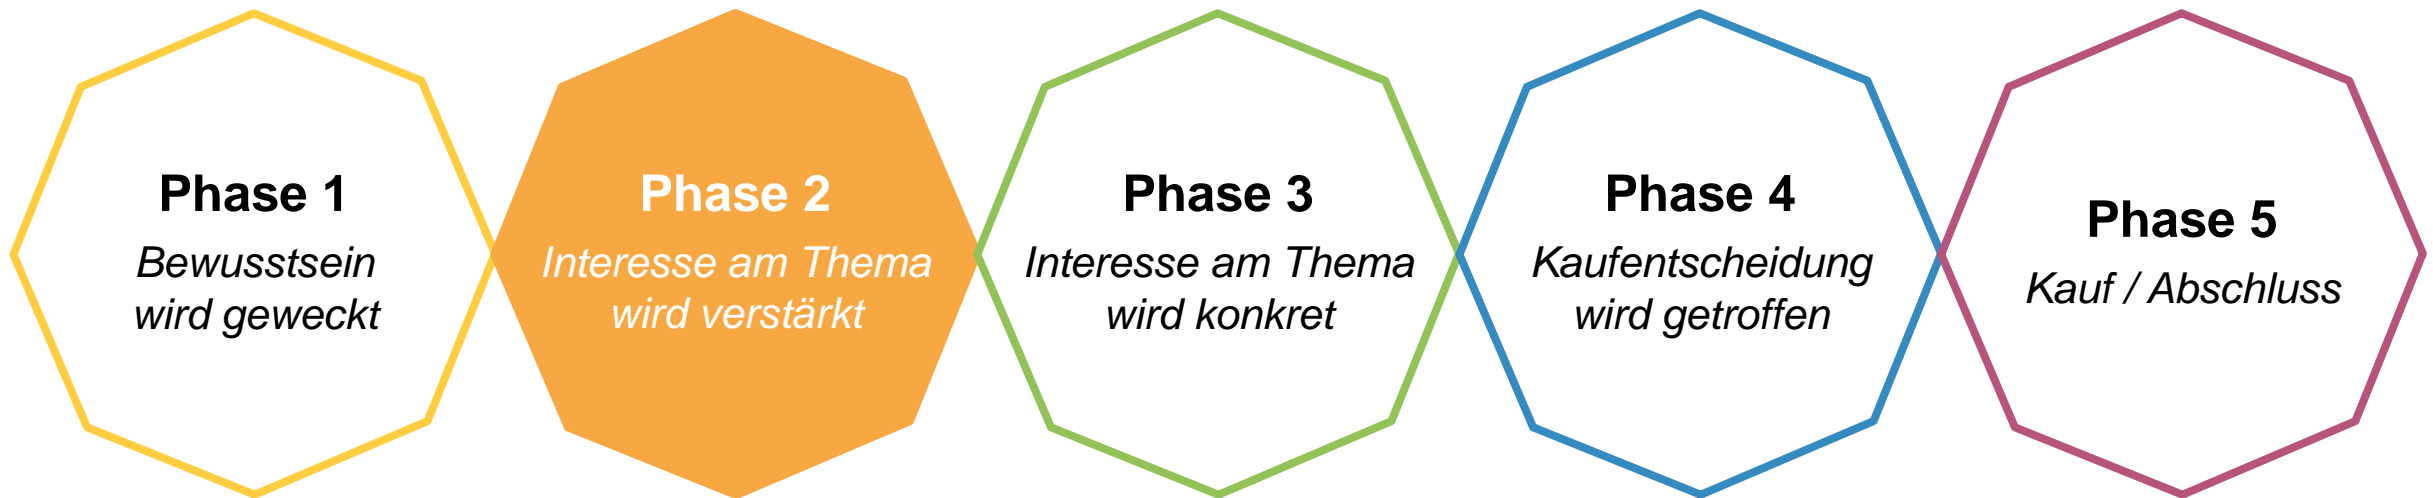 Phase 1
Bewusstsein
wird geweckt
Phase 2
Interesse am Thema
wird verstärkt
Phase 3
Interesse am Thema
wird konkret
Phase 4
Kaufentscheidung
wird getroffen
Phase 5
Kauf / Abschluss